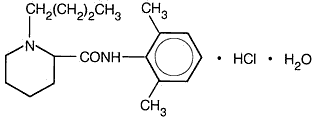 CH₂(CH₂)₂CH₃
CH₃
N
CONH
· HCl · H₂O
CH₃